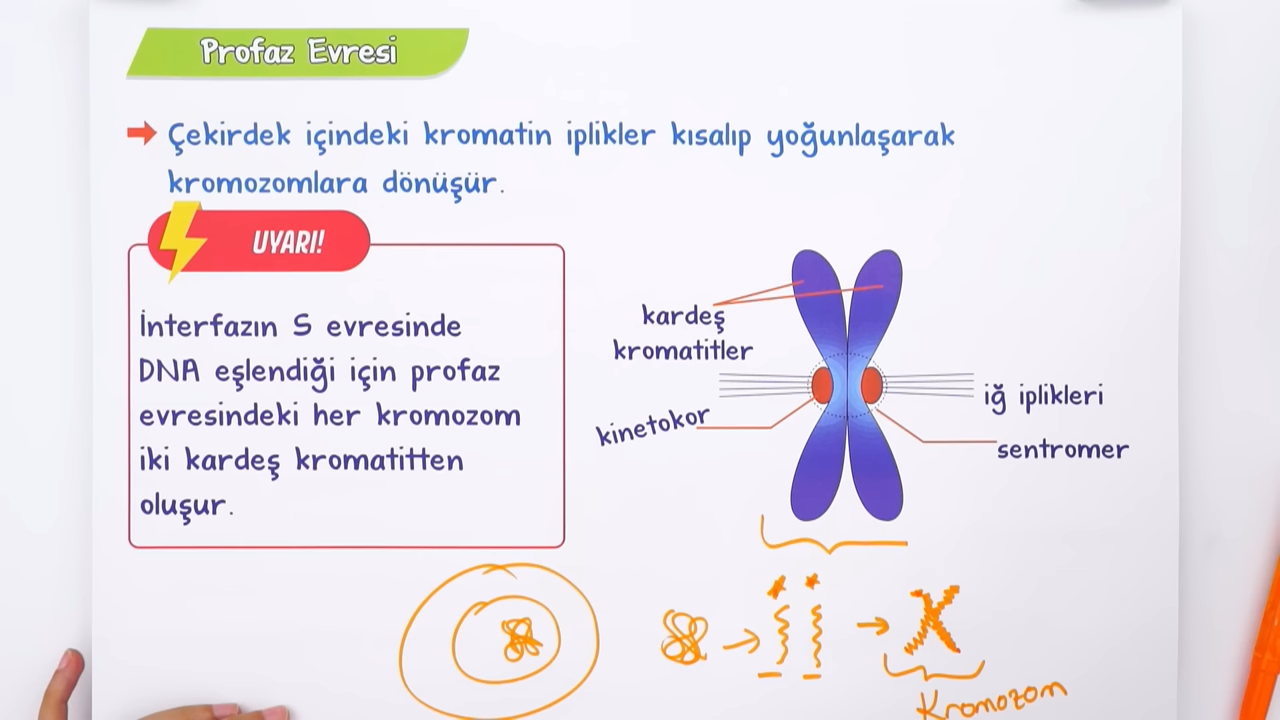 Profaz Evresi
Çekirdek içindeki kromatin iplikler kısalıp yoğunlaşarak
kromozomlara dönüşür.
UYARI!
İnterfazın S evresinde
DNA eşlendiği için profaz
evresindeki her kromozom
iki kardeş kromatitten
oluşur.
kardeş
kromatitler
kinetokor
iğ iplikleri
sentromer
Kromozom